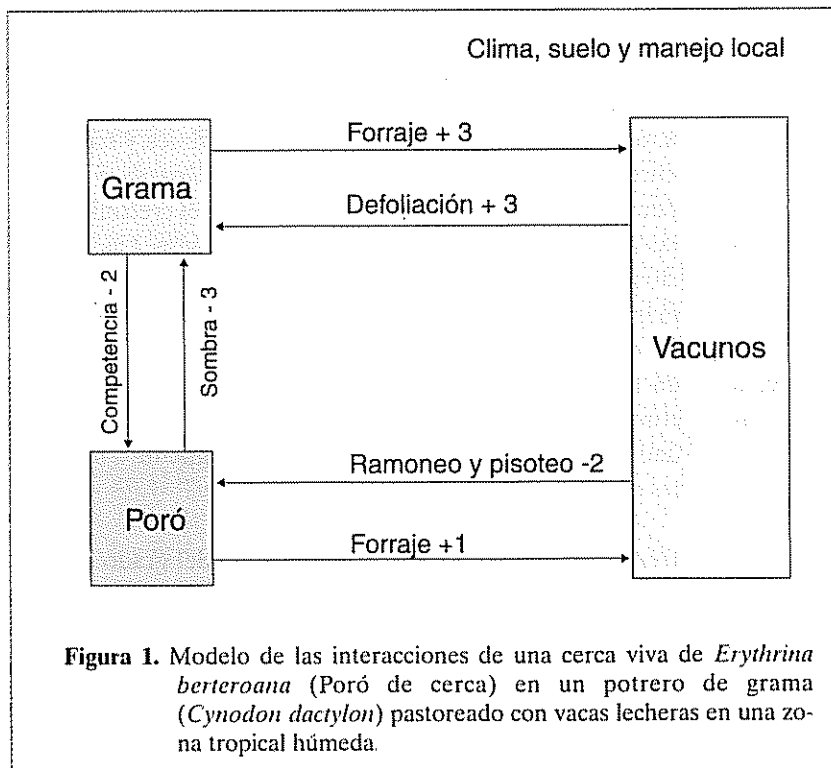 Clima, suelo y manejo local
Forraje + 3
Grama
Defoliación + 3
Competencia - 2
Sombra - 3
Vacunos
Ramoneo y pisoteo -2
Poró
Forraje +1
Figura 1. Modelo de las interacciones de una cerca viva de Erythrina
berteroana (Poró de cerca) en un potrero de grama
(Cynodon dactylon) pastoreado con vacas lecheras en una zo-
na tropical húmeda.